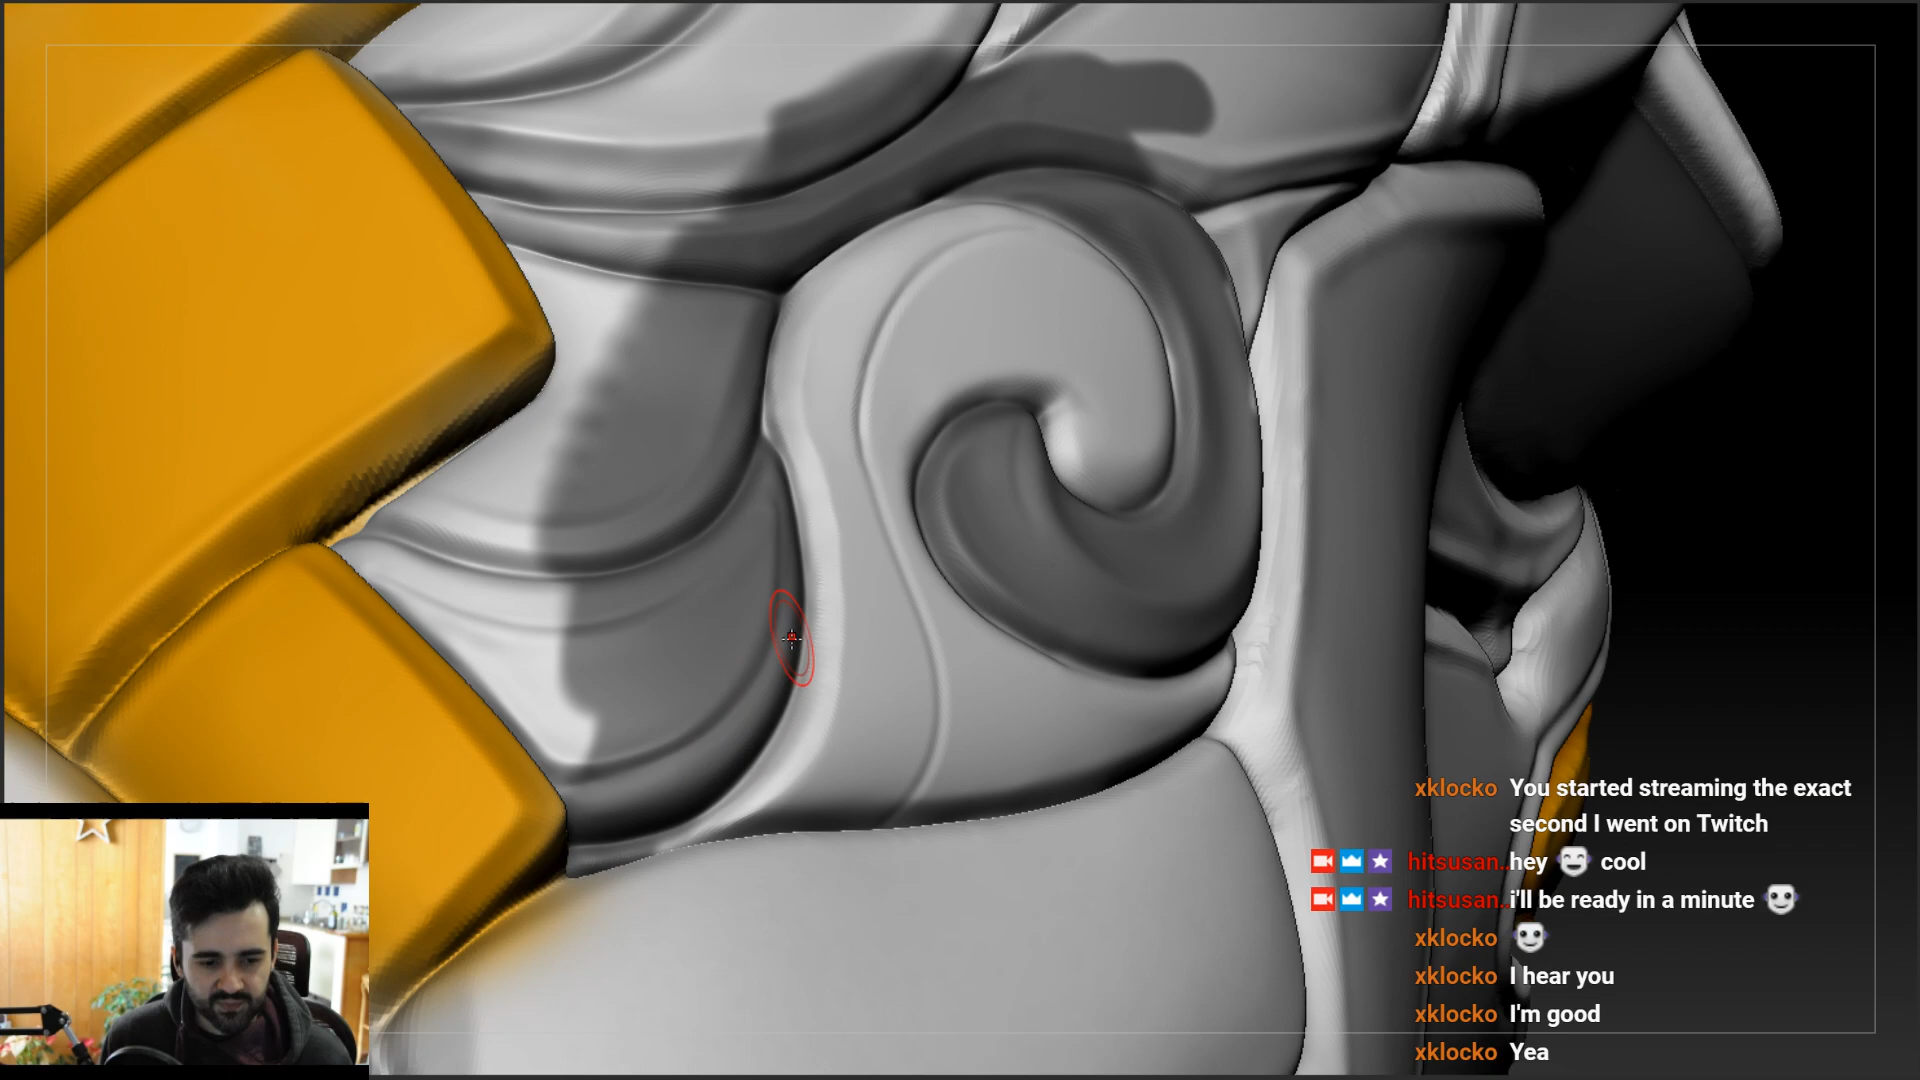 xklocko You started streaming the exact
second I went on Twitch
hitsusan.. hey cool
hitsusan.. i'll be ready in a minute
xklocko
xklocko I hear you
xklocko I'm good
xklocko Yea